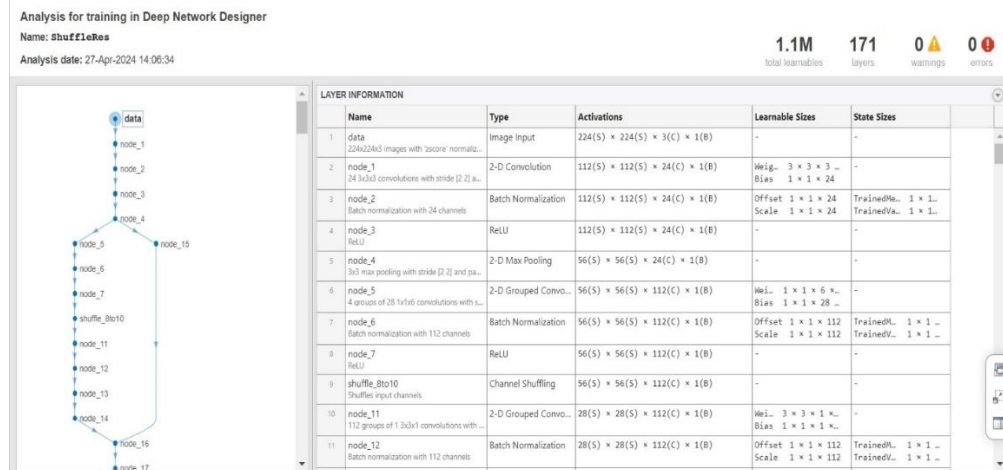 Analysis for training in Deep Network Designer
Name: ShuffleRes
Analysis date: 27-Apr-2024 14:06:34
1.1M 171 0 0
total learnables layers warnings errors
data
node_1
node_2
node_3
node_4
node_5 node_15
node_6
node_7
shuffle_8to10
node_11
node_12
node_13
node_14
node_16
node_17
LAYER INFORMATION
Name Type Activations Learnable Sizes State Sizes
1 data Image Input 224(S) × 224(S) × 3(C) × 1(B) - -
224x224x3 images with 'zscore' normaliz...
2 node_1 2-D Convolution 112(S) × 112(S) × 24(C) × 1(B) Weig… 3 × 3 × 3 … -
24 3x3x3 convolutions with stride [2 2] a... Bias 1 × 1 × 24
3 node_2 Batch Normalization 112(S) × 112(S) × 24(C) × 1(B) Offset 1 × 1 × 24 TrainedMe… 1 × 1…
Batch normalization with 24 channels Scale 1 × 1 × 24 TrainedVa… 1 × 1…
4 node_3 ReLU 112(S) × 112(S) × 24(C) × 1(B) - -
ReLU
5 node_4 2-D Max Pooling 56(S) × 56(S) × 24(C) × 1(B) - -
3x3 max pooling with stride [2 2] and pa...
6 node_5 2-D Grouped Convo... 56(S) × 56(S) × 112(C) × 1(B) Wei… 1 × 1 × 6 ×… -
4 groups of 28 1x1x6 convolutions with s... Bias 1 × 1 × 28 …
7 node_6 Batch Normalization 56(S) × 56(S) × 112(C) × 1(B) Offset 1 × 1 × 112 TrainedM… 1 × 1 …
Batch normalization with 112 channels Scale 1 × 1 × 112 TrainedV… 1 × 1 …
8 node_7 ReLU 56(S) × 56(S) × 112(C) × 1(B) - -
ReLU
9 shuffle_8to10 Channel Shuffling 56(S) × 56(S) × 112(C) × 1(B) - -
Shuffles input channels
10 node_11 2-D Grouped Convo... 28(S) × 28(S) × 112(C) × 1(B) Wei… 3 × 3 × 1 ×… -
112 groups of 1 3x3x1 convolutions with ... Bias 1 × 1 × 1 ×…
11 node_12 Batch Normalization 28(S) × 28(S) × 112(C) × 1(B) Offset 1 × 1 × 112 TrainedM… 1 × 1 …
Batch normalization with 112 channels Scale 1 × 1 × 112 TrainedV… 1 × 1 …